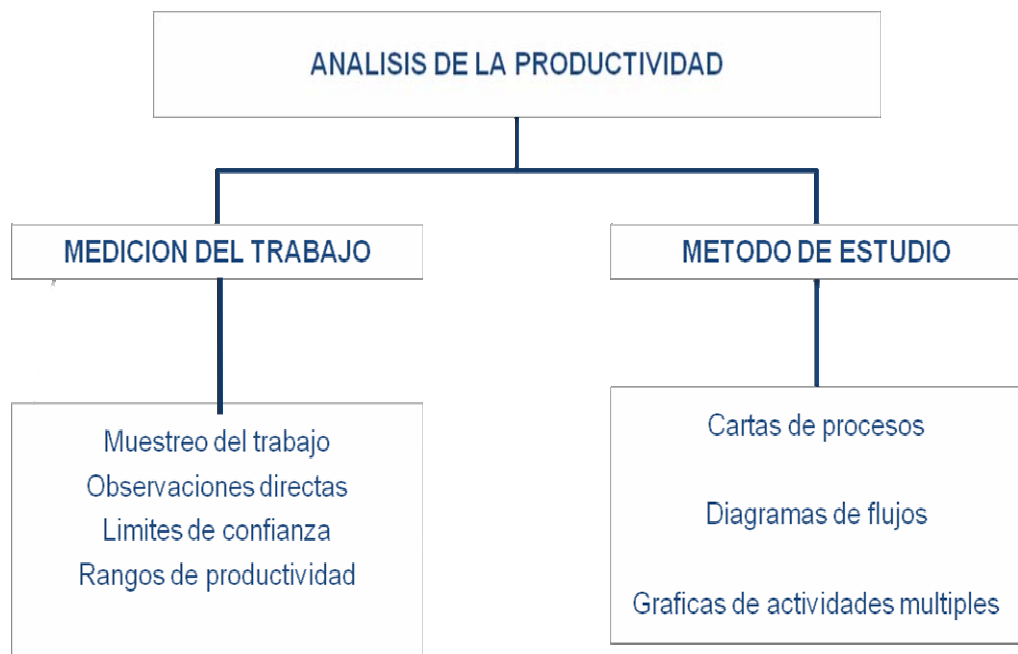 ANALISIS DE LA PRODUCTIVIDAD
MEDICION DEL TRABAJO
METODO DE ESTUDIO
Muestreo del trabajo
Observaciones directas
Limites de confianza
Rangos de productividad
Cartas de procesos
Diagramas de flujos
Graficas de actividades multiples